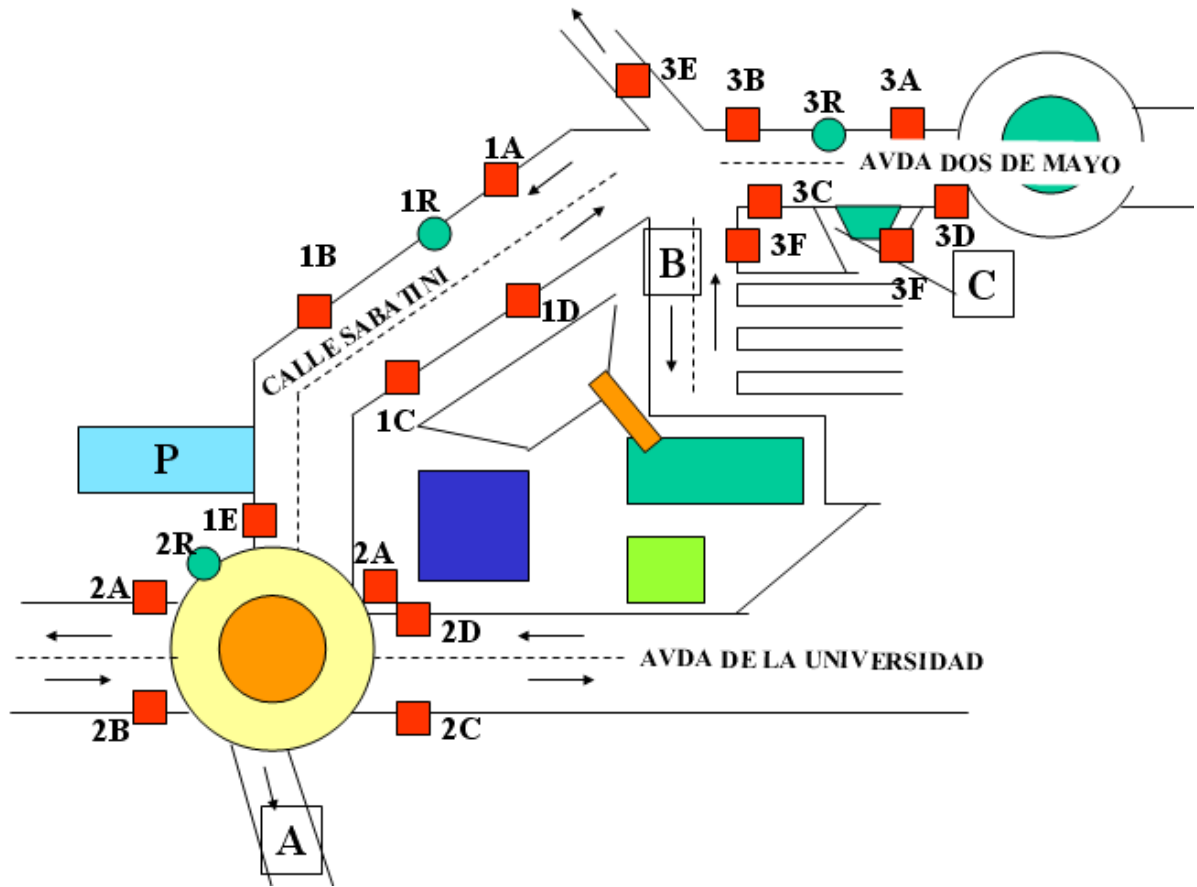 3E
3B
3R
3A
AVDA DOS DE MAYO
1A
1R
3C
3D
1B
B
3F
3F
C
1D
CALLE SABATINI
1C
P
1E
2R
2A
2A
2D
AVDA DE LA UNIVERSIDAD
2B
2C
A